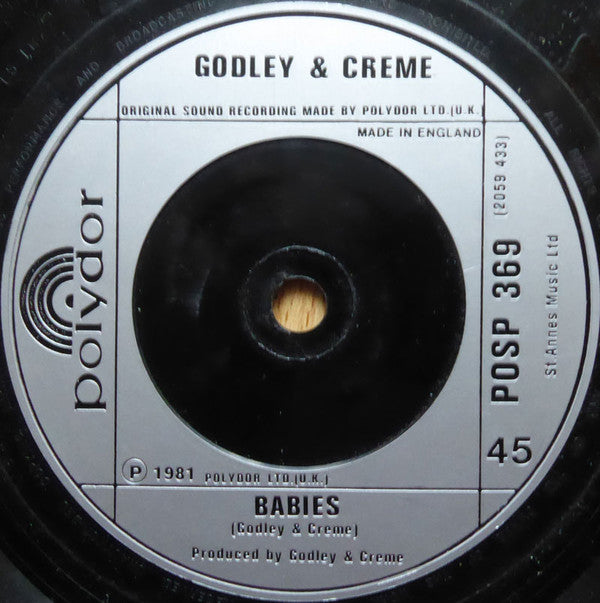 GODLEY & CREME
ORIGINAL SOUND RECORDING MADE BY POLYDOR LTD.(U.K.)
MADE IN ENGLAND
polydor
POSP 369
(2059 433)
St Annes Music Ltd
45
℗ 1981 POLYDOR LTD.(U.K.)
BABIES
(Godley & Creme)
Produced by Godley & Creme